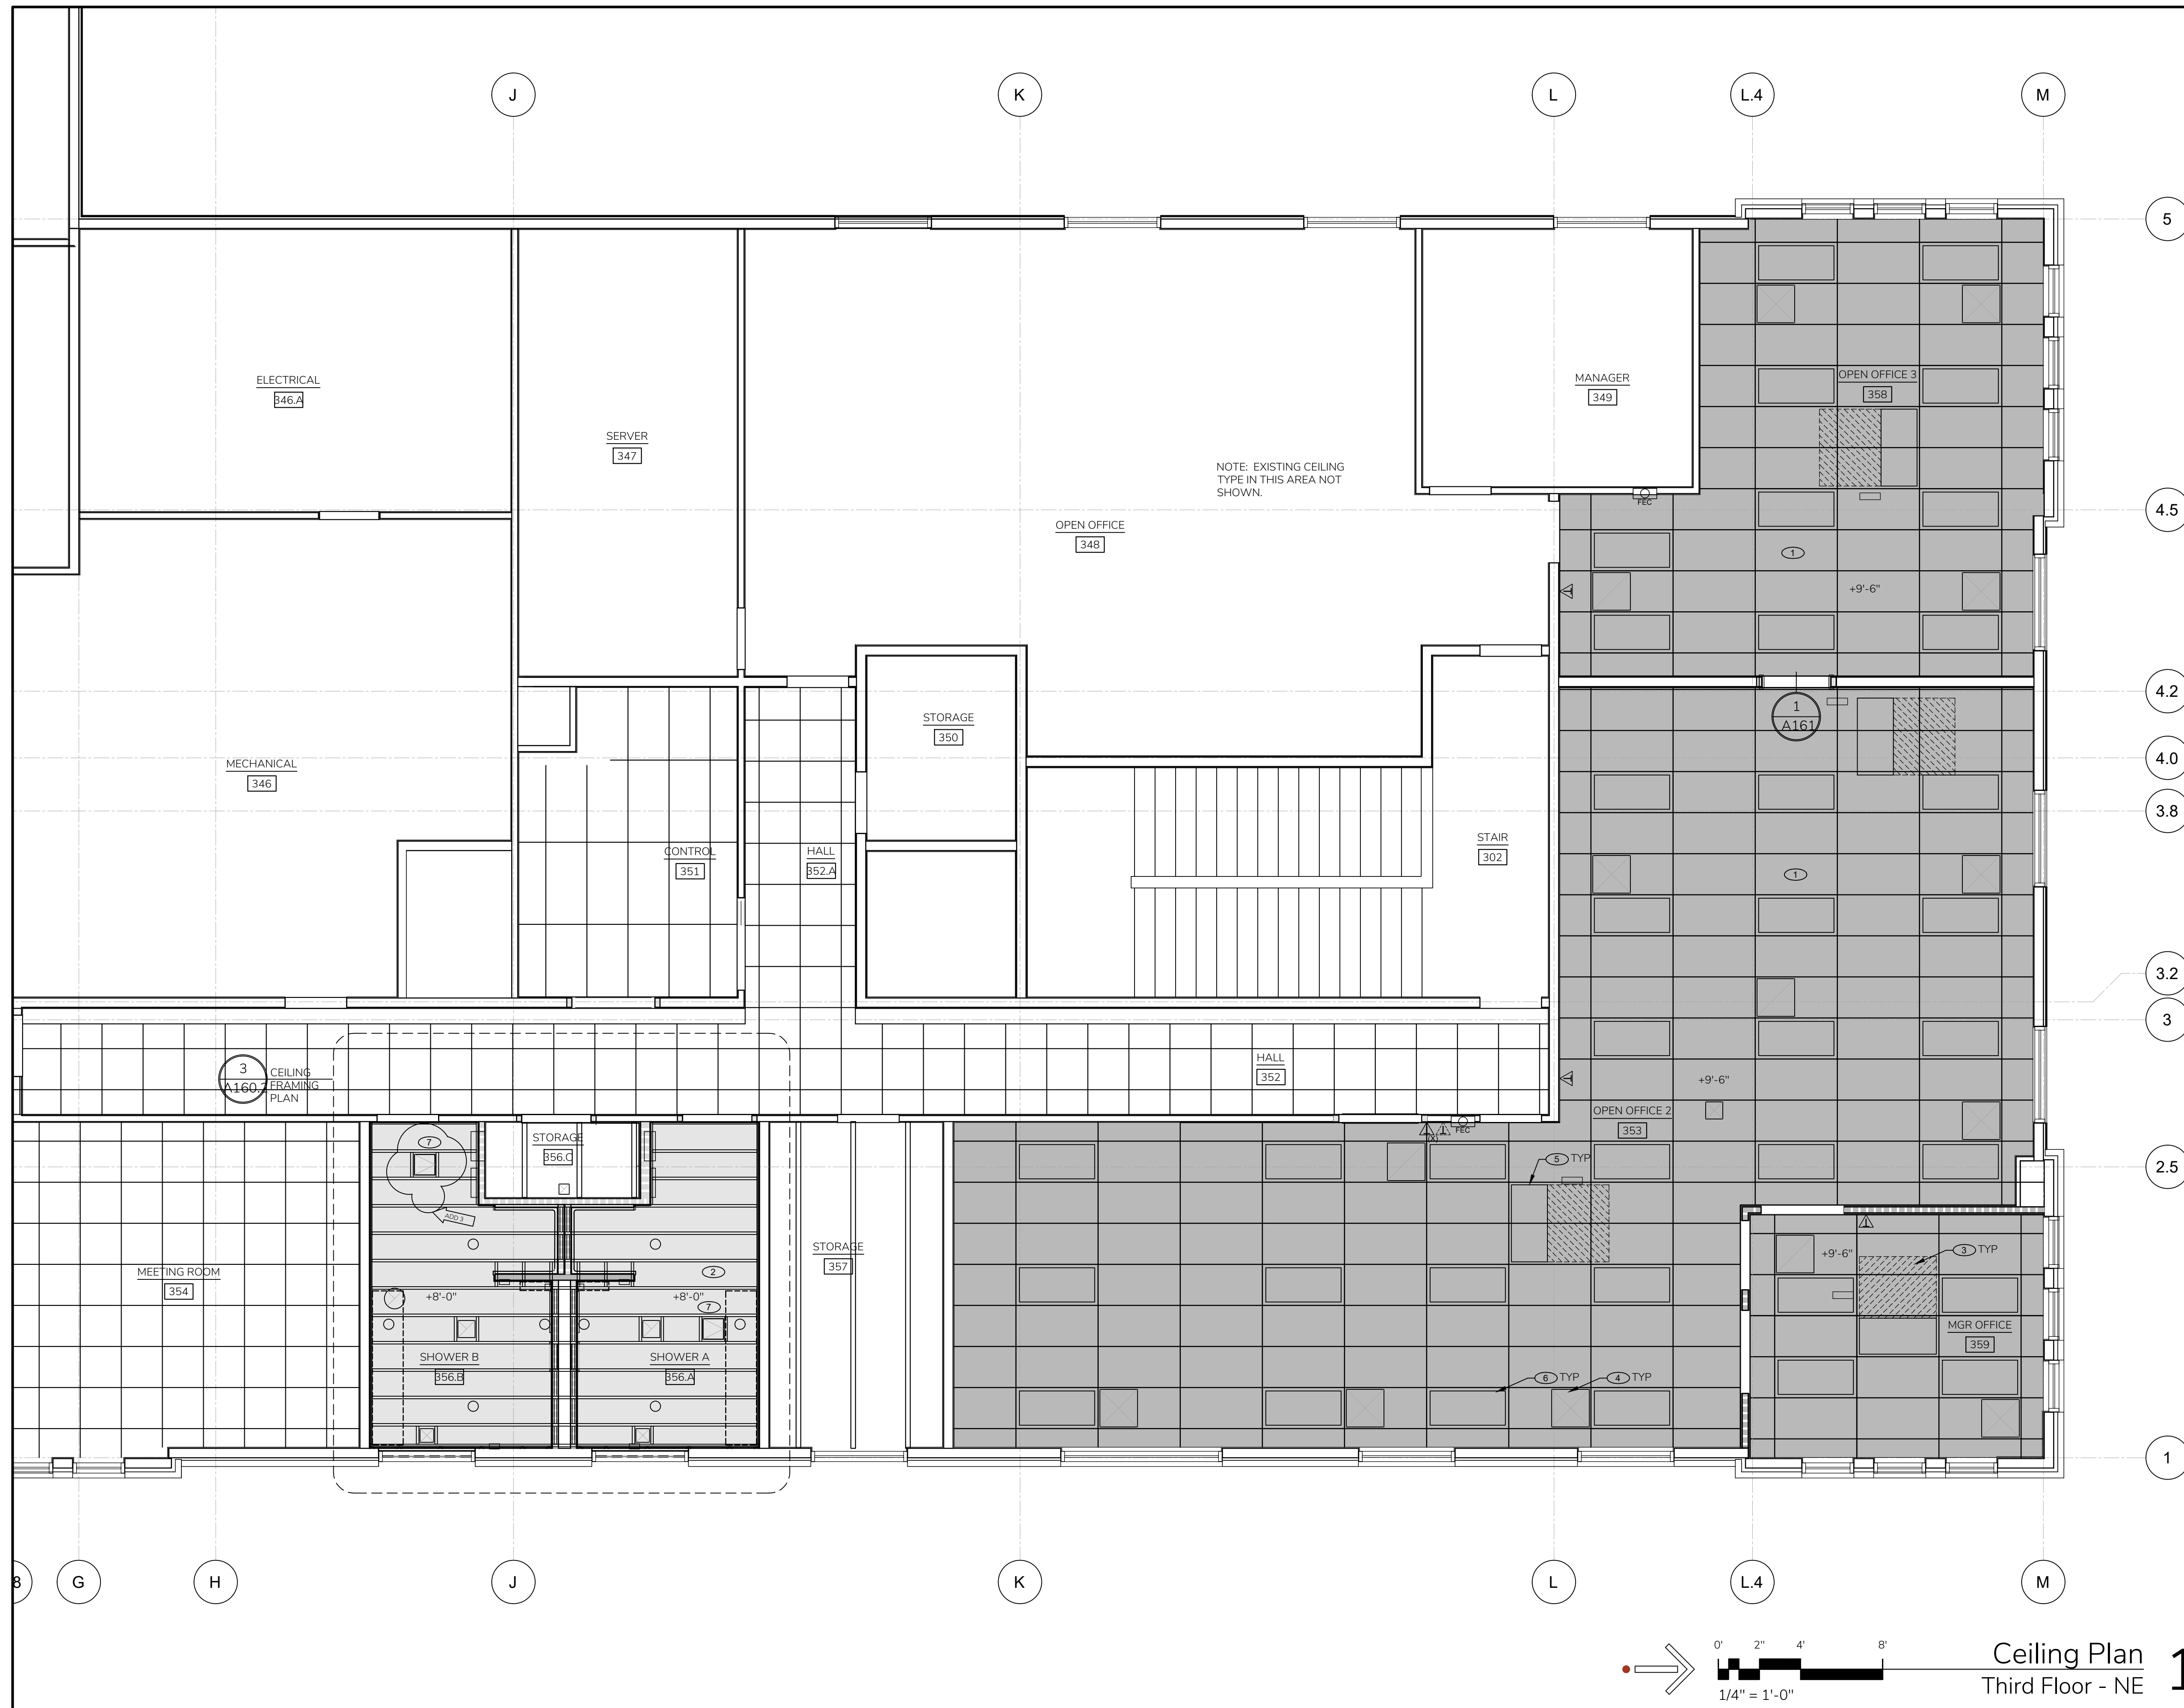 J
K
L
L.4
M
5
ELECTRICAL
346.A
SERVER
347
NOTE: EXISTING CEILING
TYPE IN THIS AREA NOT
SHOWN.
OPEN OFFICE
348
MANAGER
349
FEC
OPEN OFFICE 3
358
4.5
1
+9'-6"
4.2
1
A161
MECHANICAL
346
STORAGE
350
4.0
3.8
CONTROL
351
HALL
352.A
STAIR
302
1
3.2
3
3
CEILING
FRAMING
PLAN
HALL
352
+9'-6"
OPEN OFFICE 2
353
(X)
FEC
7
STORAGE
356.C
5 TYP
2.5
ADD 3
MEETING ROOM
354
2
+8'-0"
+8'-0"
7
STORAGE
357
+9'-6"
3 TYP
MGR OFFICE
359
SHOWER B
356.B
SHOWER A
356.A
6 TYP
4 TYP
1
8
G
H
J
K
L
L.4
M
0'
2"
4'
8'
1/4" = 1'-0"
Ceiling Plan
Third Floor - NE